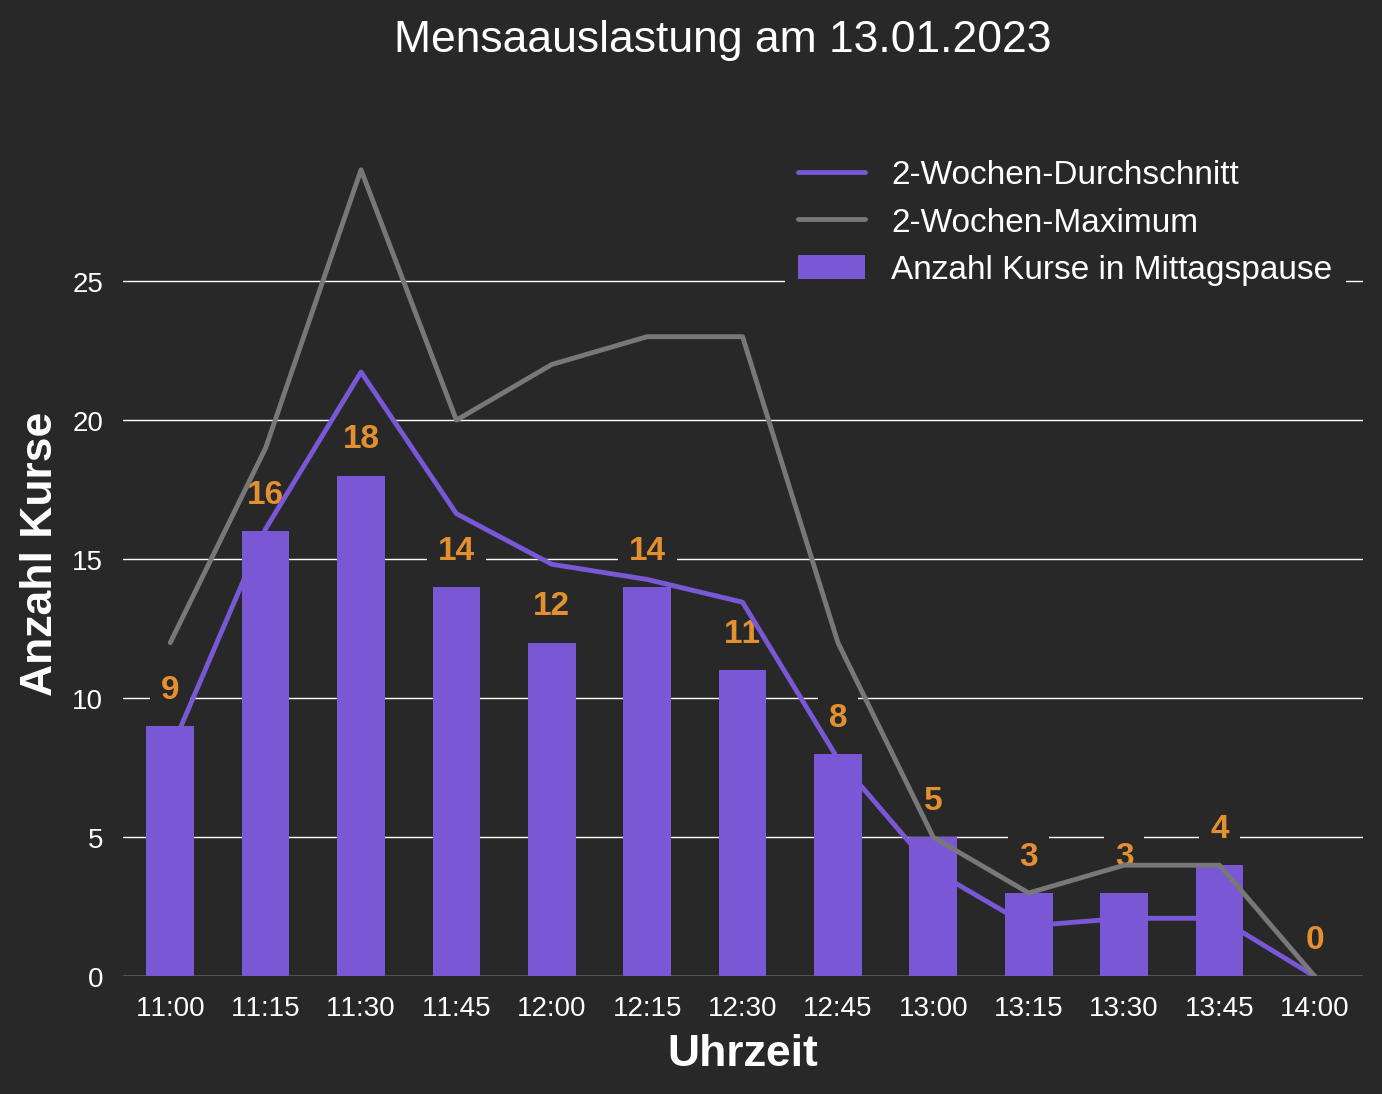 Mensaauslastung am 13.01.2023
2-Wochen-Durchschnitt
2-Wochen-Maximum
Anzahl Kurse in Mittagspause
Anzahl Kurse
25
20
15
10
5
0
9
16
18
14
12
14
11
8
5
3
3
4
0
11:00 11:15 11:30 11:45 12:00 12:15 12:30 12:45 13:00 13:15 13:30 13:45 14:00
Uhrzeit